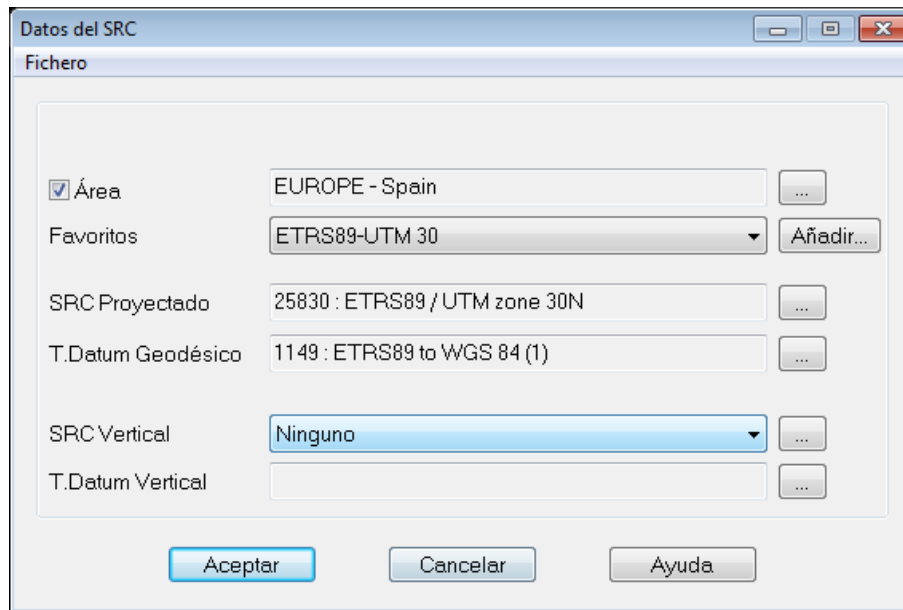 Datos del SRC
Fichero
Área EUROPE - Spain ...
Favoritos ETRS89-UTM 30 Añadir...
SRC Proyectado 25830 : ETRS89 / UTM zone 30N ...
T.Datum Geodésico 1149 : ETRS89 to WGS 84 (1) ...
SRC Vertical Ninguno ...
T.Datum Vertical ...
Aceptar Cancelar Ayuda